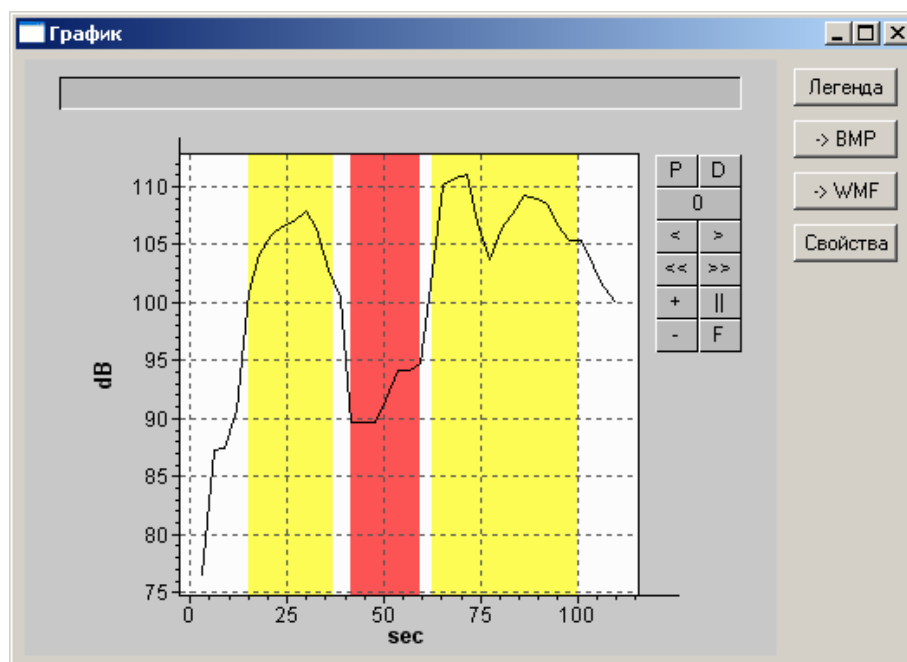 График
Легенда
-> BMP
-> WMF
Свойства
P D
0
< >
<< >>
+ ||
- F
110
105
100
95
90
85
80
75
dB
0 25 50 75 100
sec